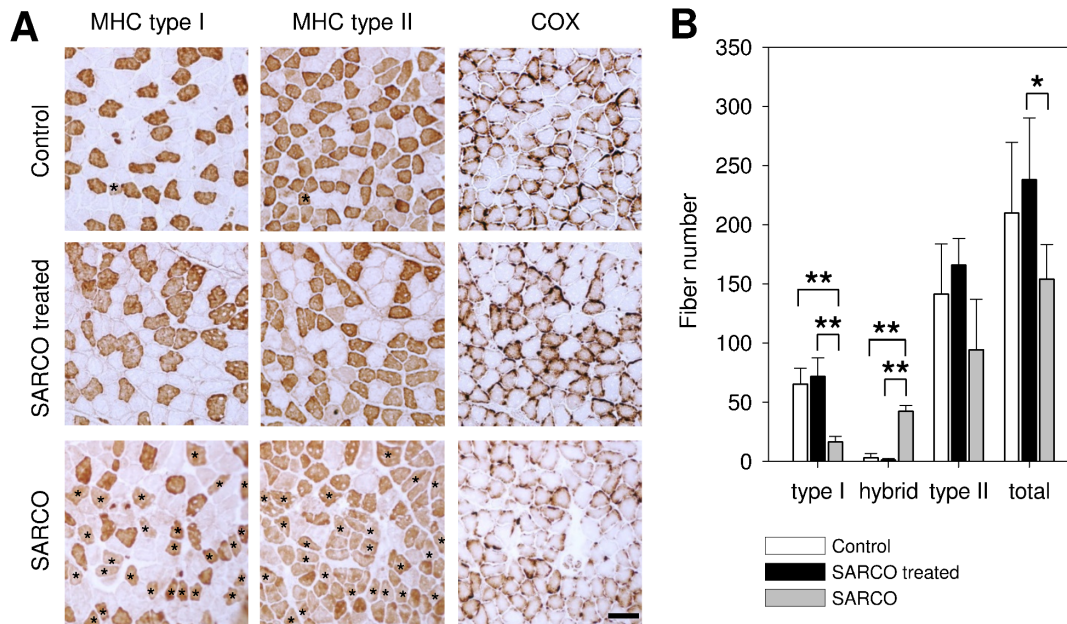 A
MHC type I
MHC type II
COX
Control
SARCO treated
SARCO
B
350
300
250
200
150
100
50
0
Fiber number
**
**
**
**
*
type I
hybrid
type II
total
Control
SARCO treated
SARCO